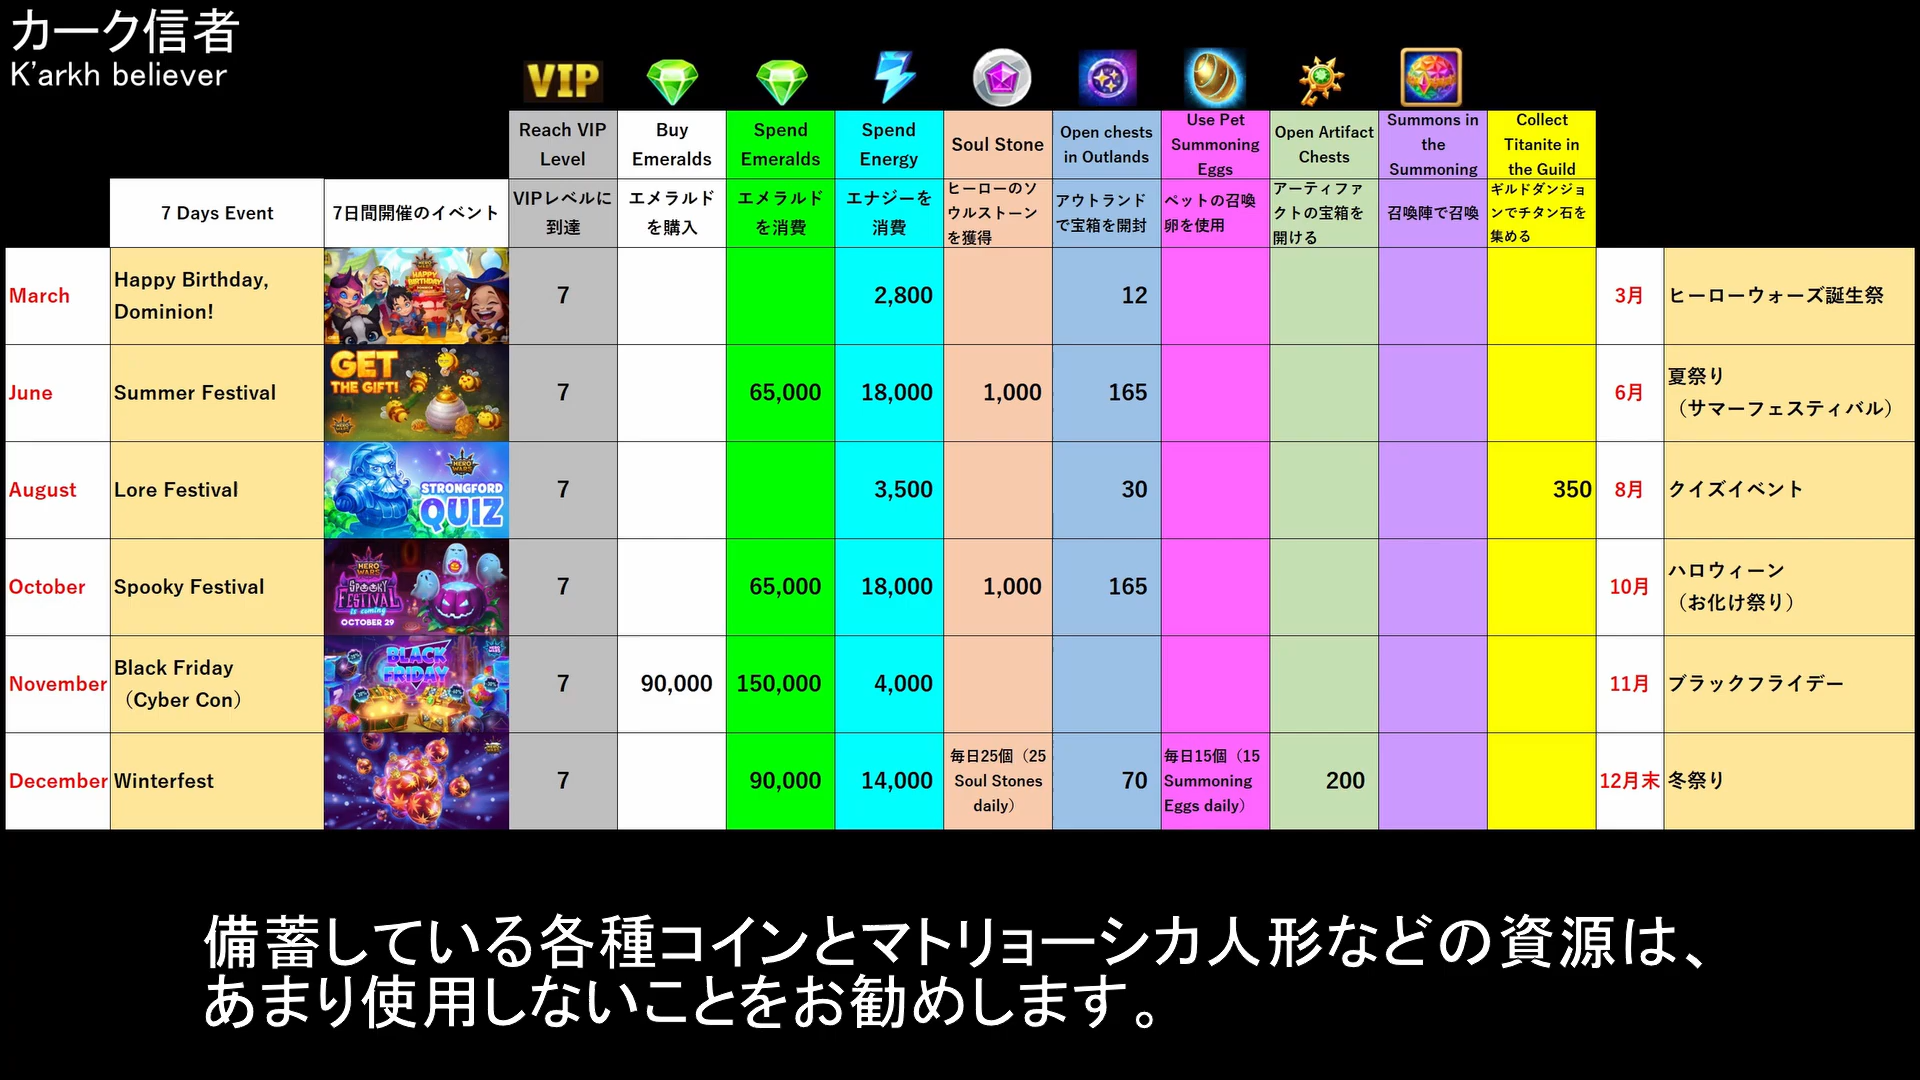 カーク信者
K'arkh believer
VIP
Reach VIP
Level
Buy
Emeralds
Spend
Emeralds
Spend
Energy
Soul Stone
Open chests
in Outlands
Use Pet
Summoning
Eggs
Open Artifact
Chests
Summons in
the
Summoning
Collect
Titanite in
the Guild
7 Days Event
7日間開催のイベント
VIPレベルに
到達
エメラルド
を購入
エメラルド
を消費
エナジーを
消費
ヒーローのソ
ウルストーン
を獲得
アウトランド
で宝箱を開封
ペットの召喚
卵を使用
アーティファ
クトの宝箱を
開ける
召喚陣で召喚
ギルドダンジョ
ンでチタン石を
集める
March
Happy Birthday,
Dominion!
HAPPY
BIRTHDAY
7
2,800
12
3月
ヒーローウォーズ誕生祭
June
Summer Festival
GET
THE GIFT!
7
65,000
18,000
1,000
165
6月
夏祭り
（サマーフェスティバル）
August
Lore Festival
HERO
WARS
STRONGFORD
QUIZ
7
3,500
30
350
8月
クイズイベント
October
Spooky Festival
HERO
WARS
SPOOKY
FESTIVAL
is coming
OCTOBER 29
7
65,000
18,000
1,000
165
10月
ハロウィーン
（お化け祭り）
November
Black Friday
（Cyber Con）
BLACK
FRIDAY
7
90,000
150,000
4,000
11月
ブラックフライデー
December
Winterfest
7
90,000
14,000
毎日25個（25
Soul Stones
daily）
70
毎日15個（15
Summoning
Eggs daily）
200
12月末
冬祭り
備蓄している各種コインとマトリョーシカ人形などの資源は、
あまり使用しないことをお勧めします。